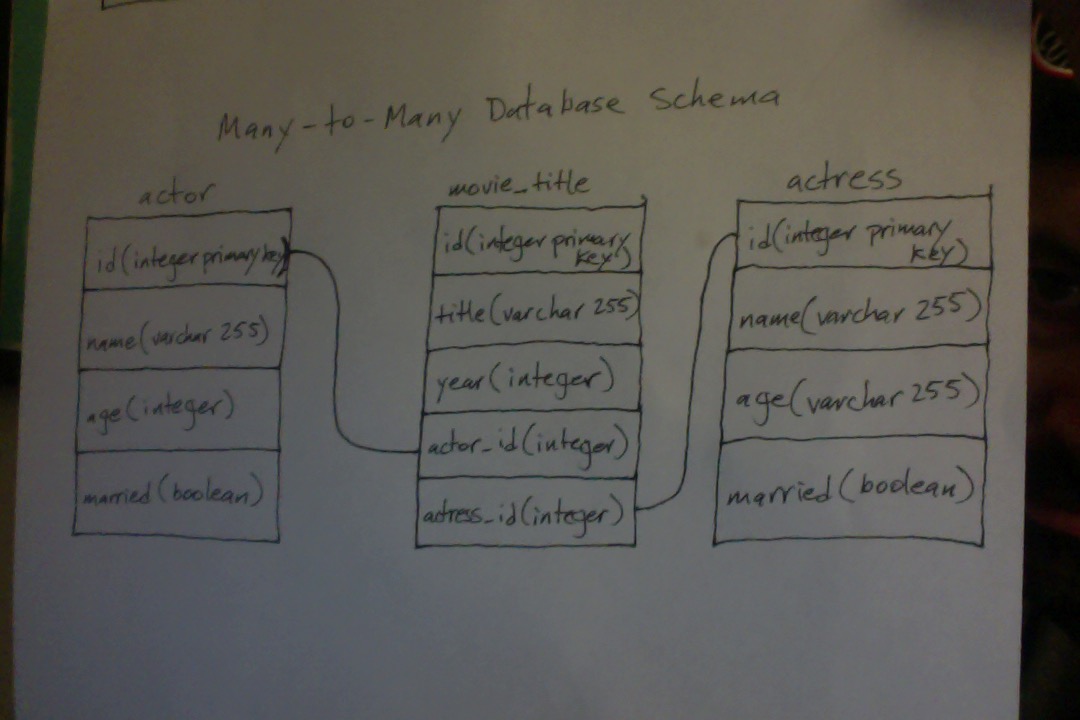 Many-to-Many Database Schema
actor
id(integer primary key)
name(varchar 255)
age(integer)
married(boolean)
movie_title
id(integer primary
key)
title(varchar 255)
year(integer)
actor_id(integer)
actress_id(integer)
actress
id(integer primary
key)
name(varchar 255)
age(varchar 255)
married(boolean)